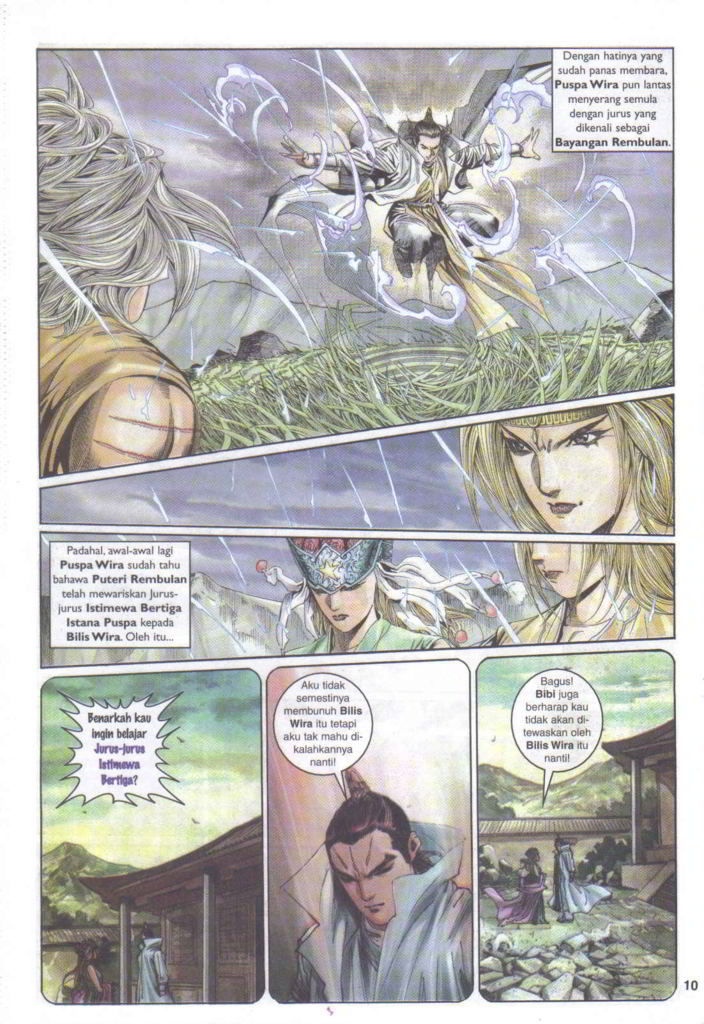 Dengan hatinya yang
sudah panas membara,
Puspa Wira pun lantas
menyerang semula
dengan jurus yang
dikenali sebagai
Bayangan Rembulan.
Padahal, awal-awal lagi
Puspa Wira sudah tahu
bahawa Puteri Rembulan
telah mewariskan Jurus-
jurus Istimewa Bertiga
Istana Puspa kepada
Bilis Wira. Oleh itu...
Benarkah kau
ingin belajar
Jurus-jurus
Istimewa
Bertiga?
Aku tidak
semestinya
membunuh Bilis
Wira itu tetapi
aku tak mahu di-
kalahkannya
nanti!
Bagus!
Bibi juga
berharap kau
tidak akan di-
tewaskan oleh
Bilis Wira itu
nanti!
10